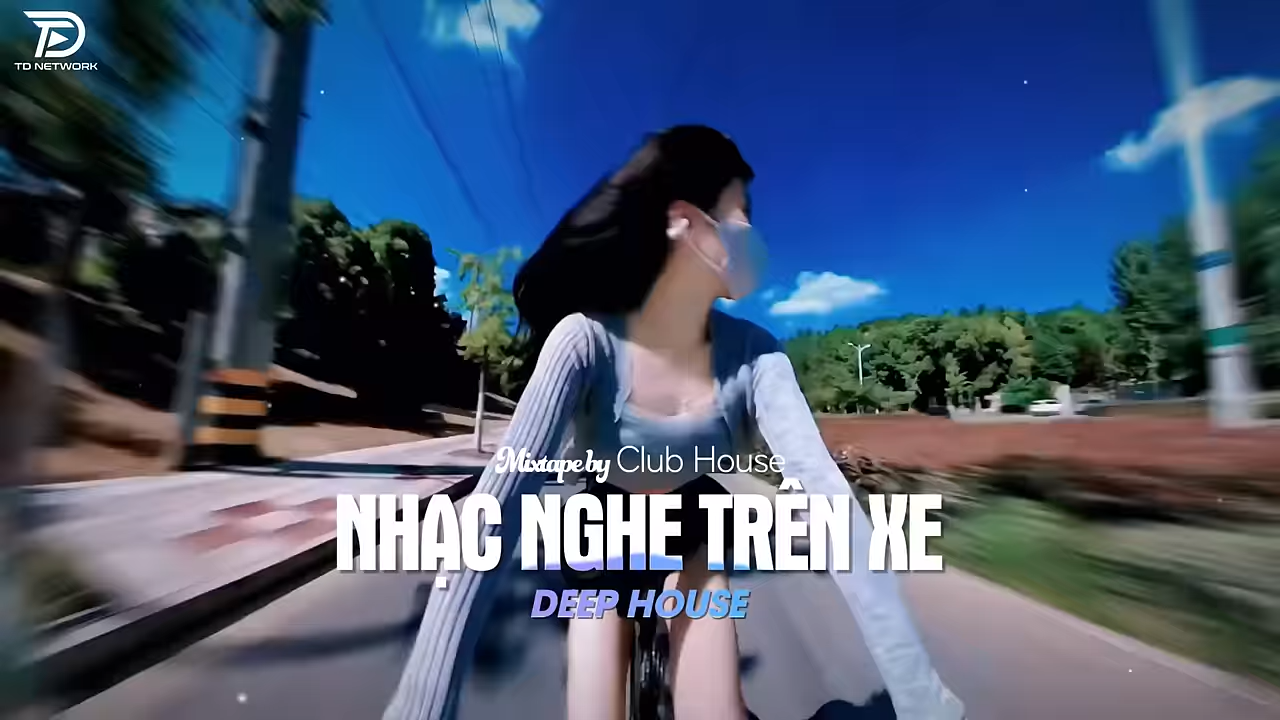 TD NETWORK
Mixtape by Club House
NHẠC NGHE TRÊN XE
DEEP HOUSE